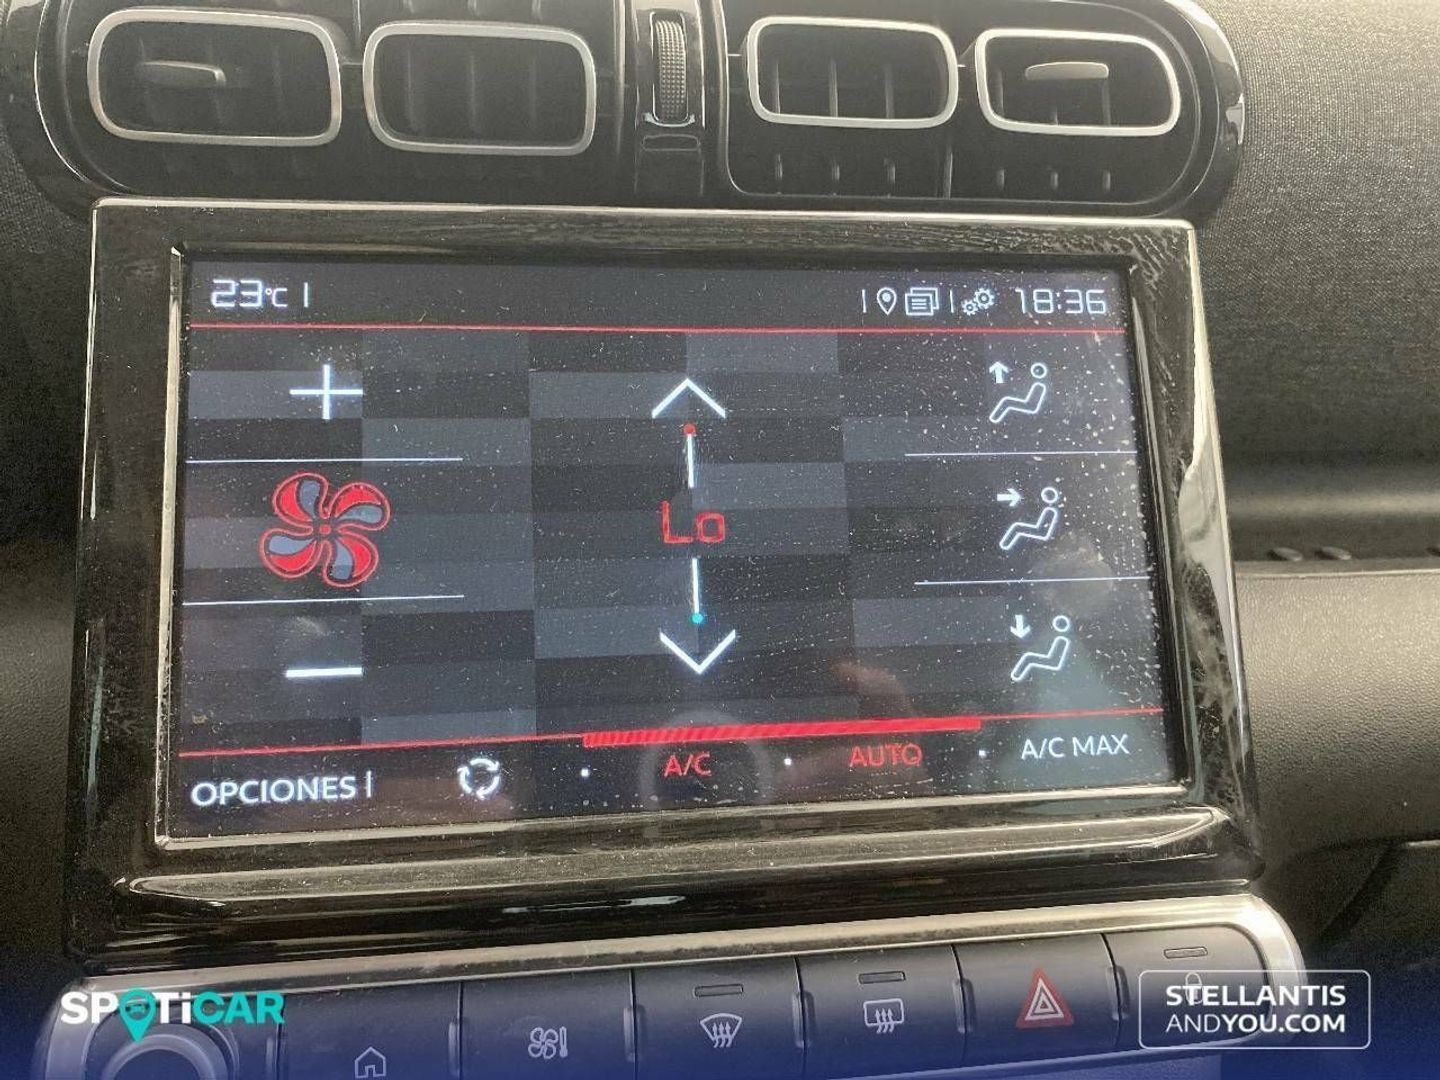 23°C
18:36
Lo
OPCIONES
A/C
AUTO
A/C MAX
SPOTiCAR
STELLANTIS
ANDYOU.COM